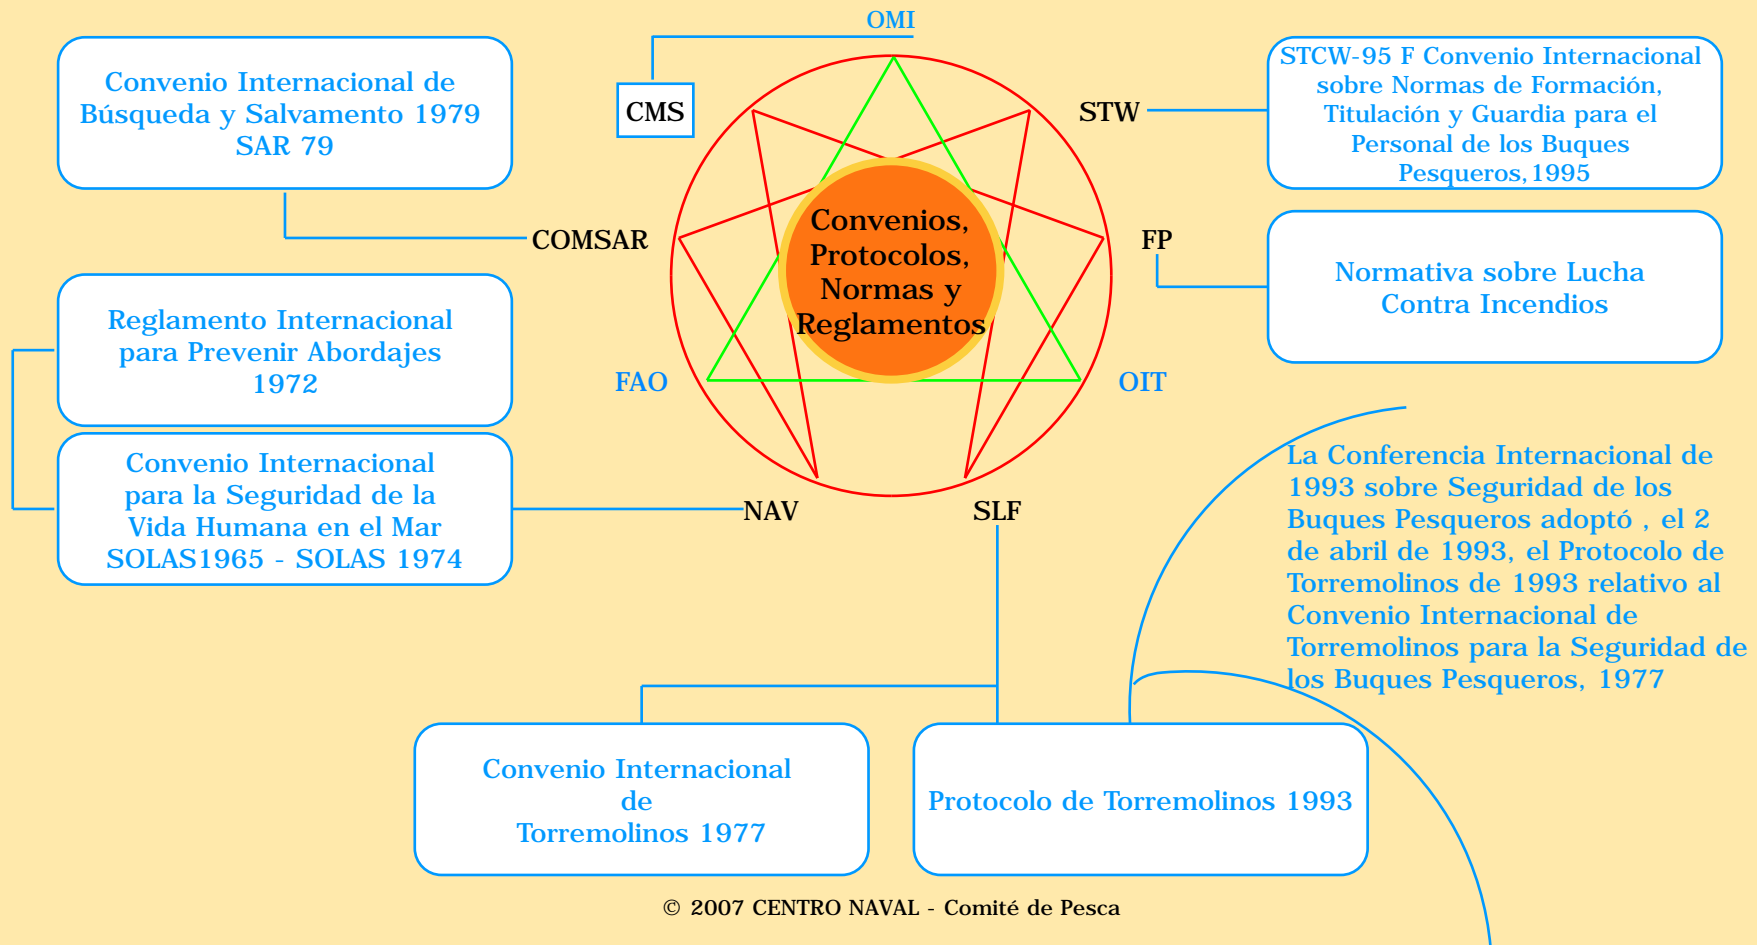 OMI
CMS
Convenio Internacional de
Búsqueda y Salvamento 1979
SAR 79
STW
STCW-95 F Convenio Internacional
sobre Normas de Formación,
Titulación y Guardia para el
Personal de los Buques
Pesqueros,1995
COMSAR
Convenios,
Protocolos,
Normas y
Reglamentos
FP
Normativa sobre Lucha
Contra Incendios
Reglamento Internacional
para Prevenir Abordajes
1972
FAO
OIT
Convenio Internacional
para la Seguridad de la
Vida Humana en el Mar
SOLAS1965 - SOLAS 1974
NAV
SLF
La Conferencia Internacional de
1993 sobre Seguridad de los
Buques Pesqueros adoptó , el 2
de abril de 1993, el Protocolo de
Torremolinos de 1993 relativo al
Convenio Internacional de
Torremolinos para la Seguridad de
los Buques Pesqueros, 1977
Convenio Internacional
de
Torremolinos 1977
Protocolo de Torremolinos 1993
© 2007 CENTRO NAVAL - Comité de Pesca